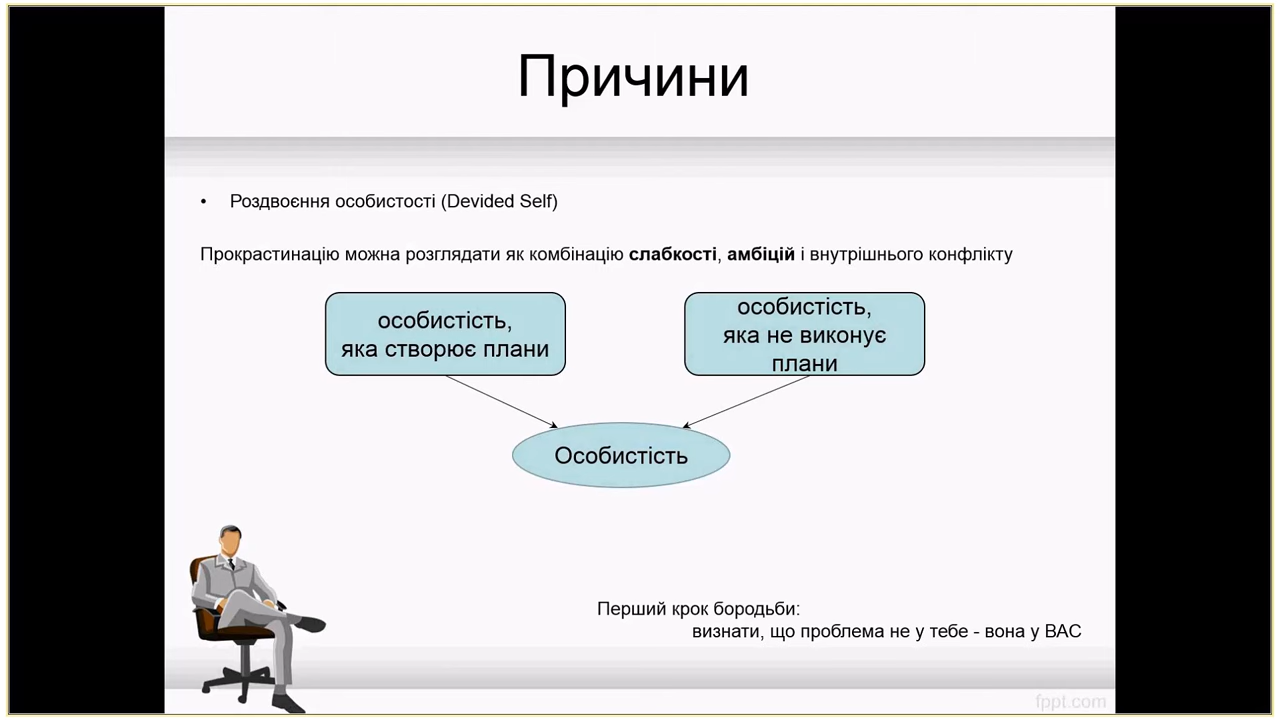 Причини
• Роздвоєння особистості (Devided Self)
Прокрастинацію можна розглядати як комбінацію слабкості, амбіцій і внутрішнього конфлікту
особистість,
яка створює плани
особистість,
яка не виконує
плани
Особистість
Перший крок бородьби:
визнати, що проблема не у тебе - вона у ВАС
fppt.com